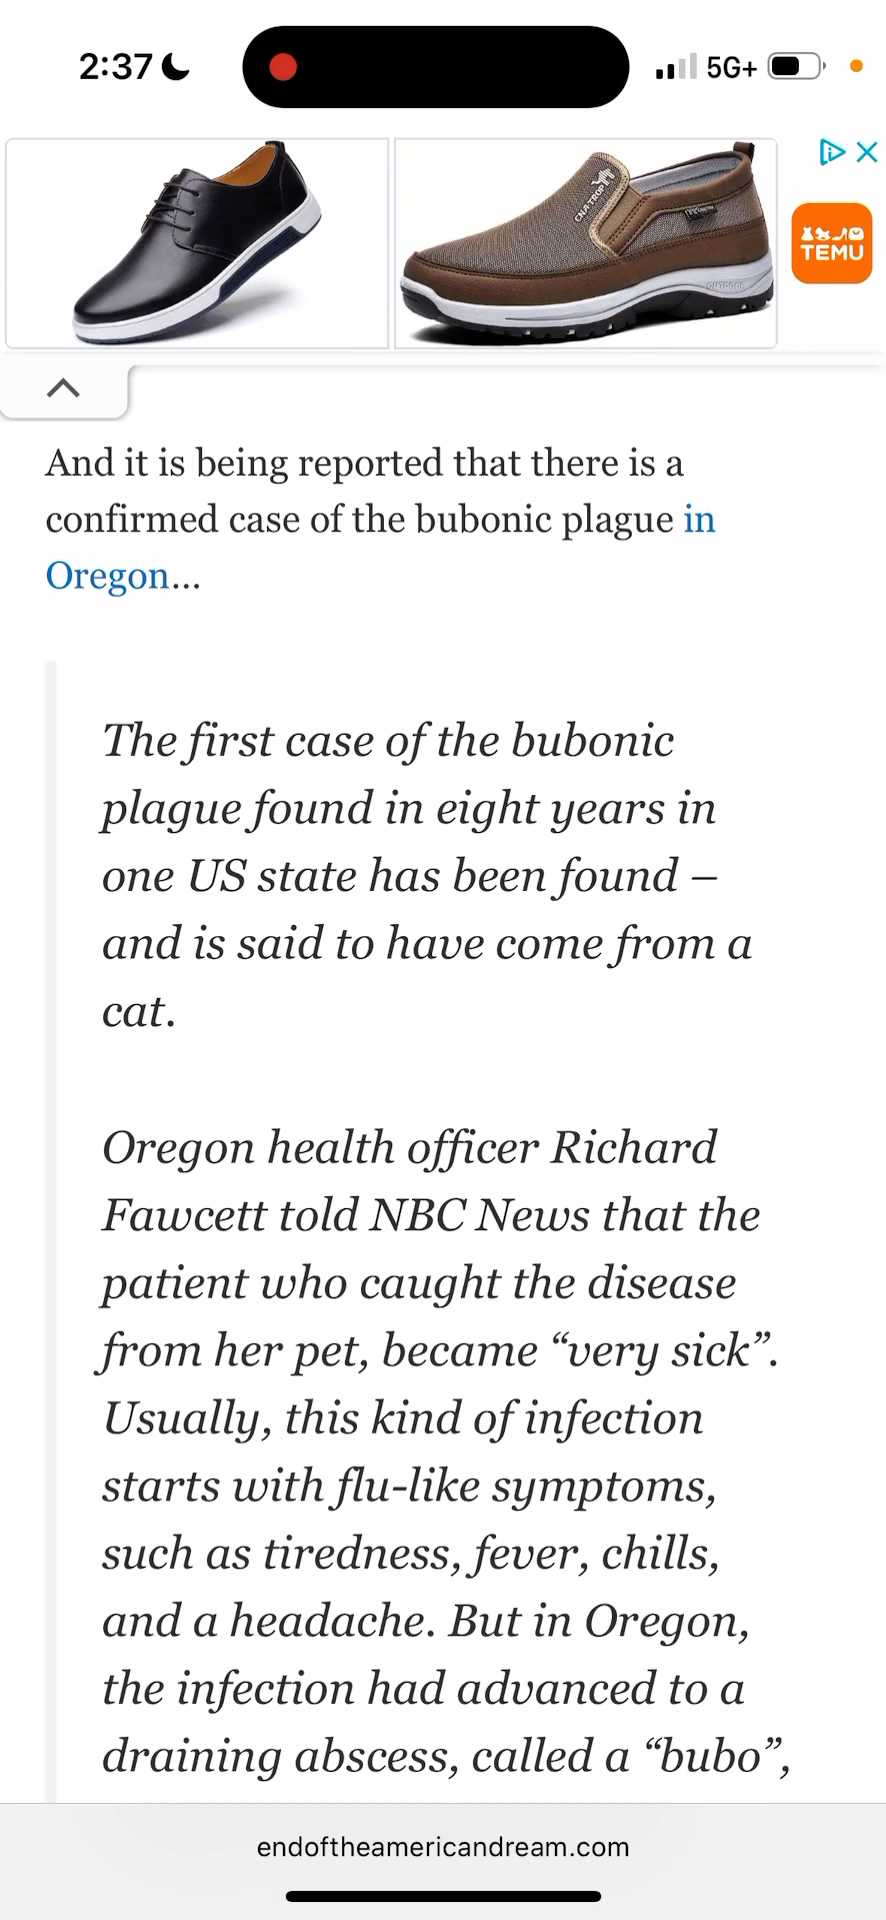 2:37
5G+
CNATROP
TEMU
And it is being reported that there is a
confirmed case of the bubonic plague in
Oregon...
The first case of the bubonic
plague found in eight years in
one US state has been found –
and is said to have come from a
cat.
Oregon health officer Richard
Fawcett told NBC News that the
patient who caught the disease
from her pet, became “very sick”.
Usually, this kind of infection
starts with flu-like symptoms,
such as tiredness, fever, chills,
and a headache. But in Oregon,
the infection had advanced to a
draining abscess, called a “bubo”,
endoftheamericandream.com